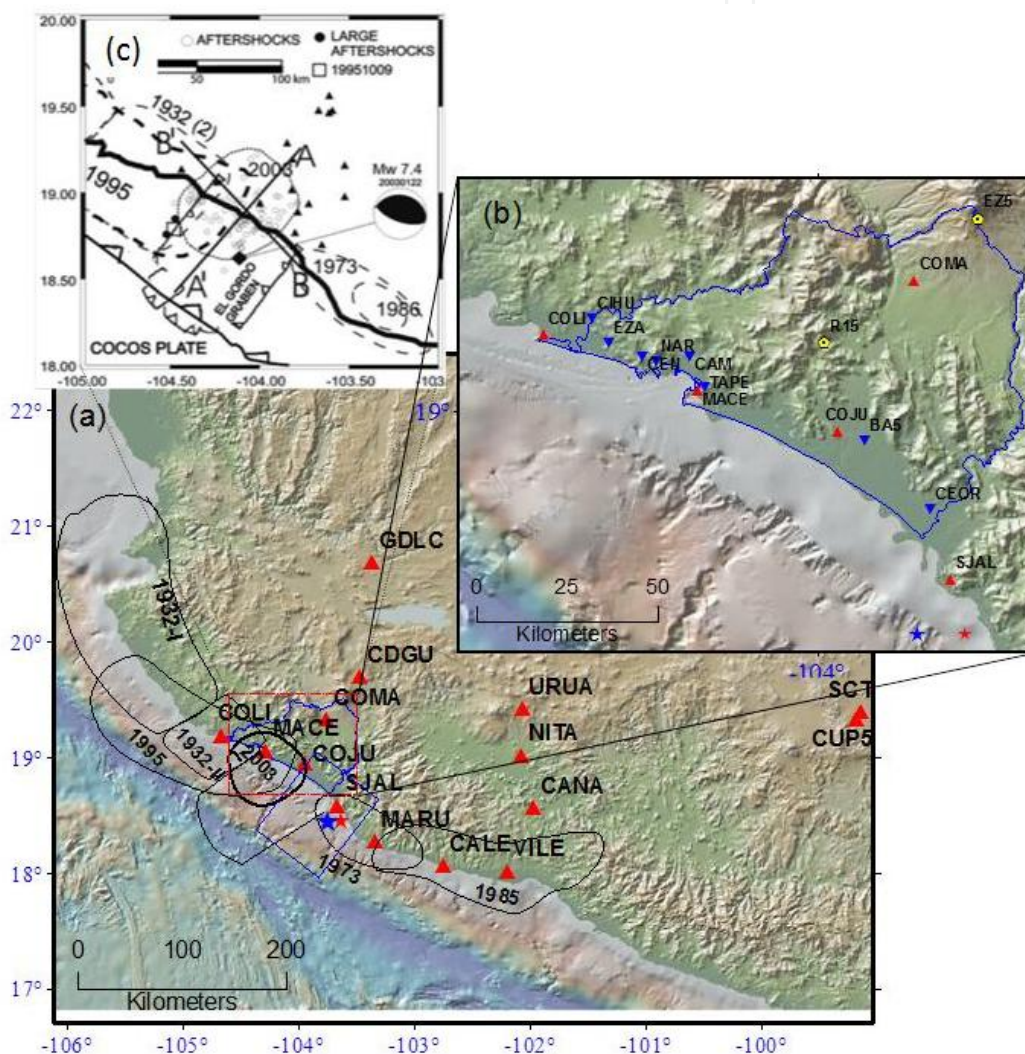 20.00
(c)
AFTERSHOCKS
LARGE
AFTERSHOCKS
50
100 km
19951009
19.50
1932 (2)
B'
A
2003
Mw 7.4
20030122
1995
19.00
1973
18.50
A'
EL GORDO
GRABEN
B
1986
COCOS PLATE
18.00
-105.00
-104.50
-104.00
-103.50
(b)
EZ5
COMA
CIHU
COLI
EZA
R15
NAR
CEN
CAM
TAPE
MACE
COJU
BA5
CEOR
SJAL
0
25
50
Kilometers
-104°
19°
(a)
22°
21°
20°
19°
18°
17°
GDLC
1932-I
CDGU
COMA
URUA
SCT
COLI
MACE
NITA
CUP5
1995
1932-II
2003
COJU
SJAL
CANA
MARU
CALE
VILE
1973
1985
0
100
200
Kilometers
-106°
-105°
-104°
-103°
-102°
-101°
-100°